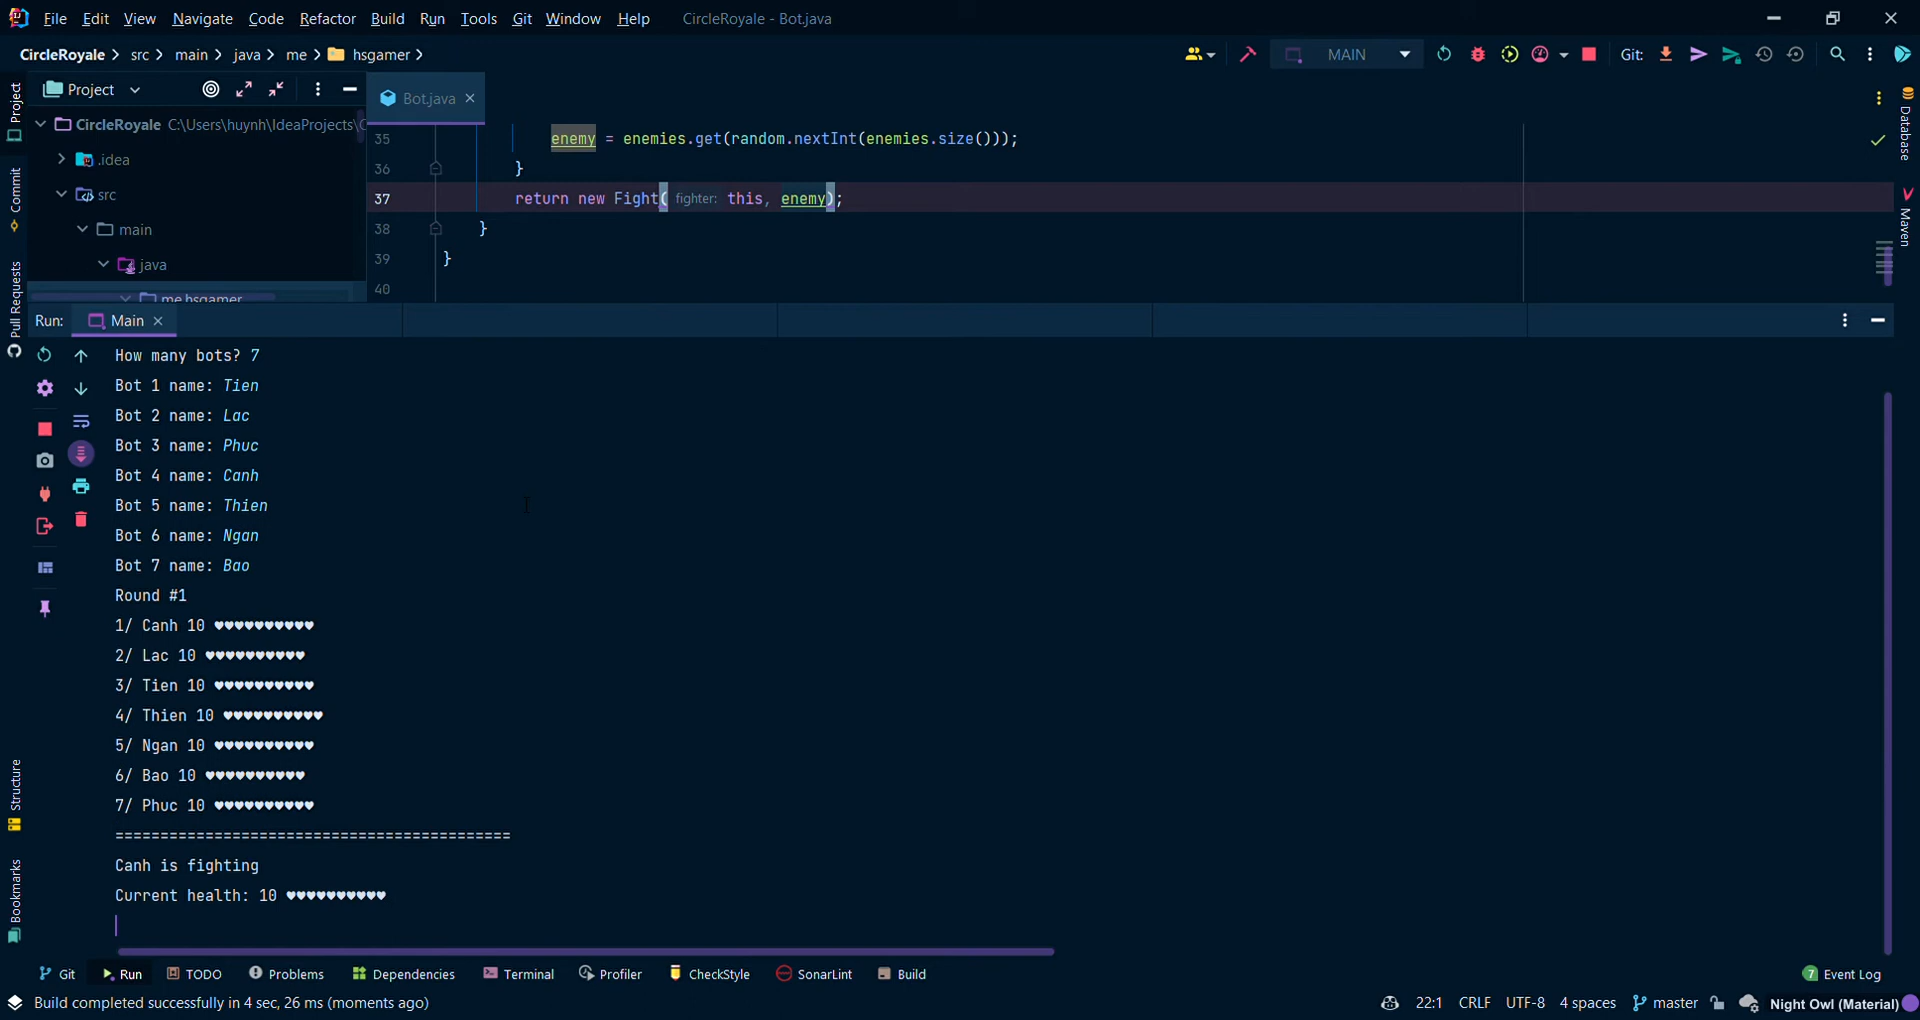 File Edit View Navigate Code Refactor Build Run Tools Git Window Help CircleRoyale - Bot.java
CircleRoyale > src > main > java > me > hsgamer > MAIN Git:
Project Bot.java ×
CircleRoyale C:\Users\huynh\IdeaProjects\C
.idea
src
main
java
me.hsgamer
35 enemy = enemies.get(random.nextInt(enemies.size()));
36 }
37 return new Fight( fighter: this, enemy);
38 }
39 }
40
Run: Main ×
How many bots? 7
Bot 1 name: Tien
Bot 2 name: Lac
Bot 3 name: Phuc
Bot 4 name: Canh
Bot 5 name: Thien
Bot 6 name: Ngan
Bot 7 name: Bao
Round #1
1/ Canh 10 ♥♥♥♥♥♥♥♥♥♥
2/ Lac 10 ♥♥♥♥♥♥♥♥♥♥
3/ Tien 10 ♥♥♥♥♥♥♥♥♥♥
4/ Thien 10 ♥♥♥♥♥♥♥♥♥♥
5/ Ngan 10 ♥♥♥♥♥♥♥♥♥♥
6/ Bao 10 ♥♥♥♥♥♥♥♥♥♥
7/ Phuc 10 ♥♥♥♥♥♥♥♥♥♥
============================================
Canh is fighting
Current health: 10 ♥♥♥♥♥♥♥♥♥♥
Project
Commit
Pull Requests
Structure
Bookmarks
Database
Maven
Git Run TODO Problems Dependencies Terminal Profiler CheckStyle SonarLint Build 7 Event Log
Build completed successfully in 4 sec, 26 ms (moments ago) 22:1 CRLF UTF-8 4 spaces master Night Owl (Material)